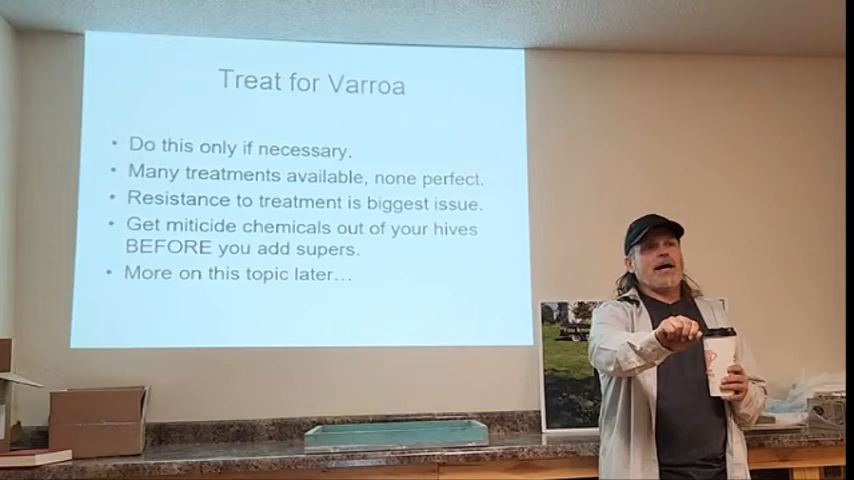 Treat for Varroa
• Do this only if necessary.
• Many treatments available, none perfect.
• Resistance to treatment is biggest issue.
• Get miticide chemicals out of your hives
BEFORE you add supers.
• More on this topic later…